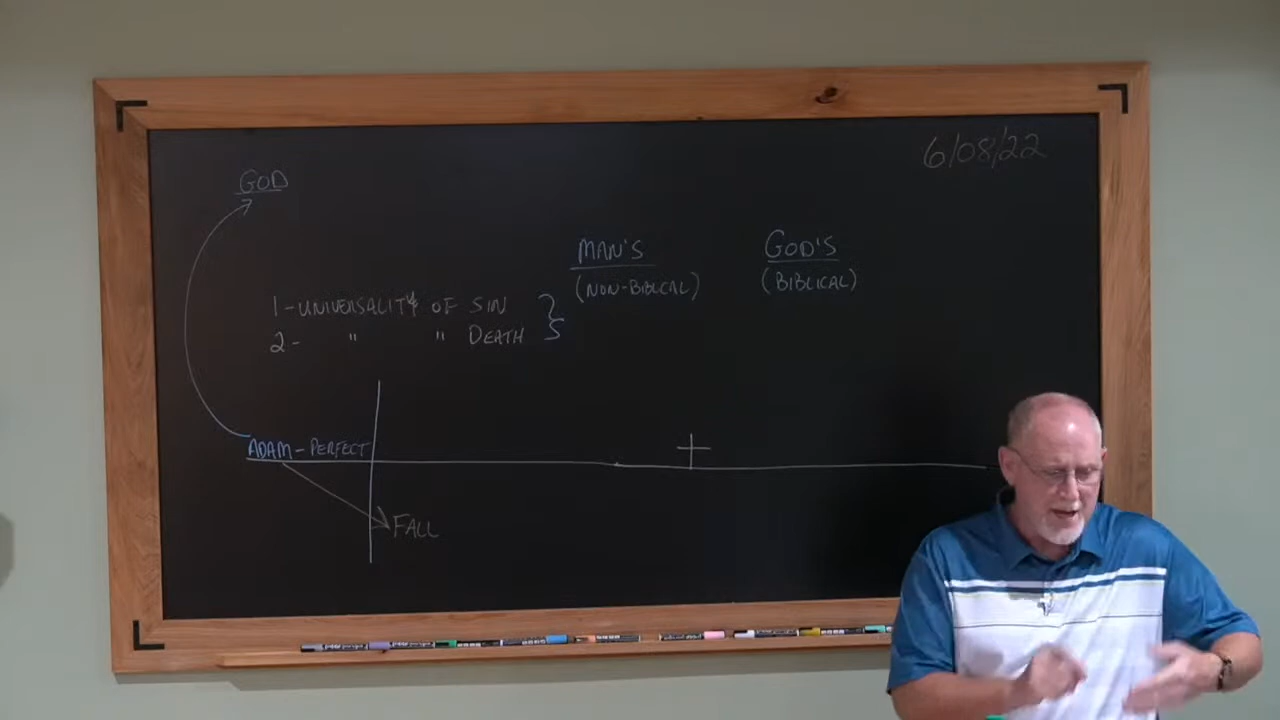 6/08/22
GOD
MAN'S
GOD'S
(NON-BIBLICAL)
(BIBLICAL)
1-UNIVERSALITY OF SIN
2- " " DEATH
ADAM-PERFECT
FALL